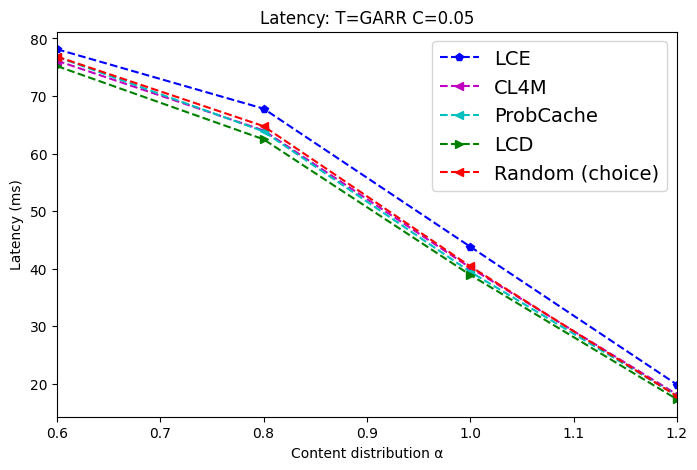 Latency: T=GARR C=0.05
80
70
60
50
40
30
20
Latency (ms)
LCE
CL4M
ProbCache
LCD
Random (choice)
0.6 0.7 0.8 0.9 1.0 1.1 1.2
Content distribution α